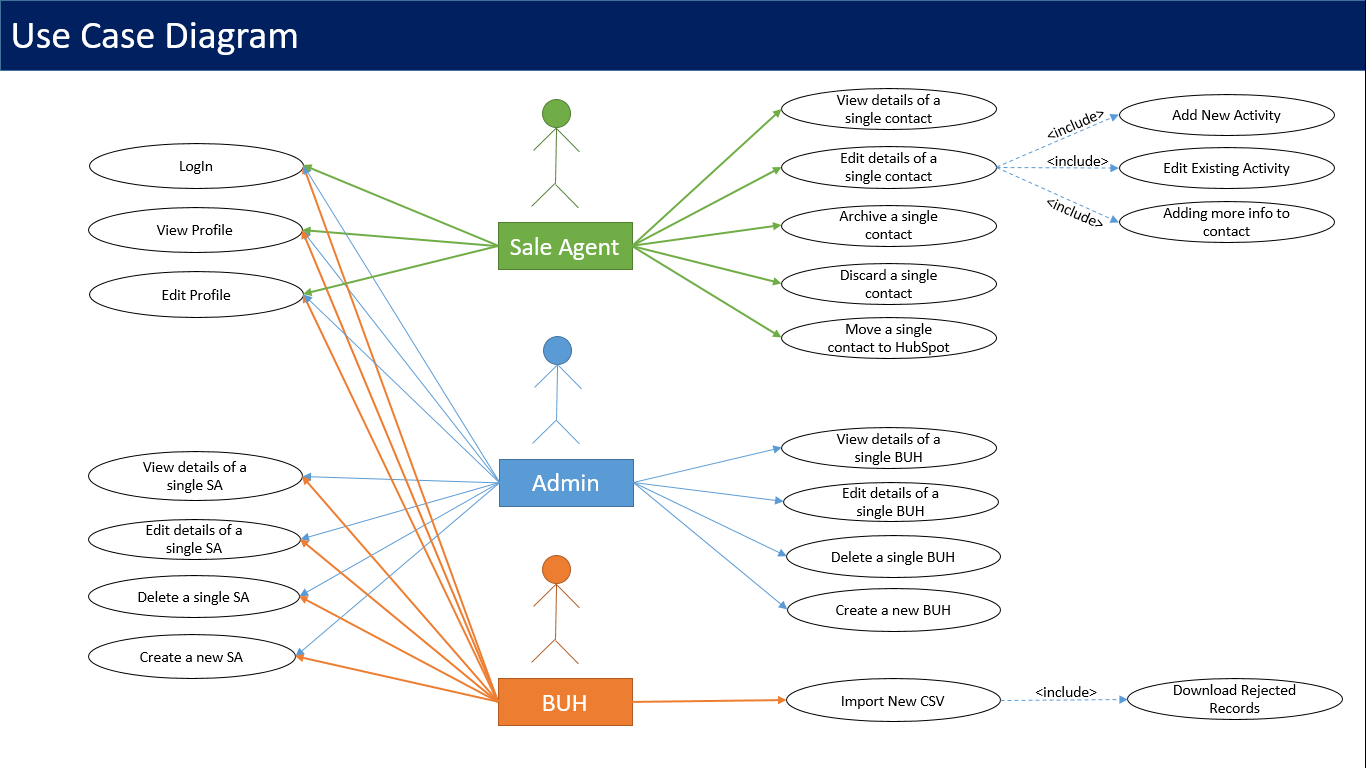 Use Case Diagram
LogIn
View Profile
Edit Profile
View details of a
single SA
Edit details of a
single SA
Delete a single SA
Create a new SA
Sale Agent
Admin
BUH
View details of a
single contact
Edit details of a
single contact
Archive a single
contact
Discard a single
contact
Move a single
contact to HubSpot
<include>
<include>
<include>
Add New Activity
Edit Existing Activity
Adding more info to
contact
View details of a
single BUH
Edit details of a
single BUH
Delete a single BUH
Create a new BUH
Import New CSV
<include>
Download Rejected
Records